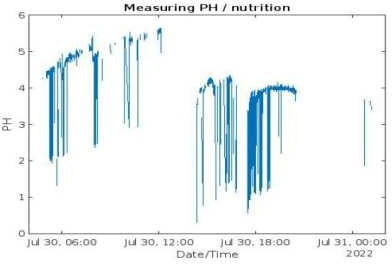 Measuring PH / nutrition
6
5
4
3
2
1
0
PH
Jul 30, 06:00 Jul 30, 12:00 Jul 30, 18:00 Jul 31, 00:00
Date/Time 2022